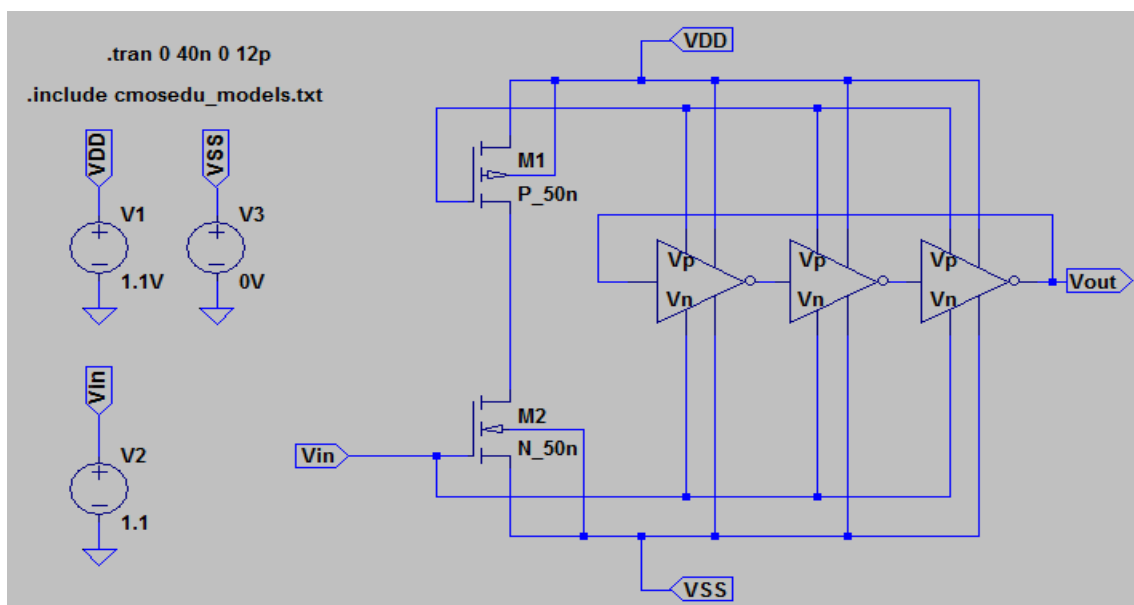 .tran 0 40n 0 12p
.include cmosedu_models.txt
VDD
VSS
V1
1.1V
V3
0V
Vin
V2
1.1
VDD
M1
P_50n
Vp
Vn
Vp
Vn
Vp
Vn
Vout
Vin
M2
N_50n
VSS